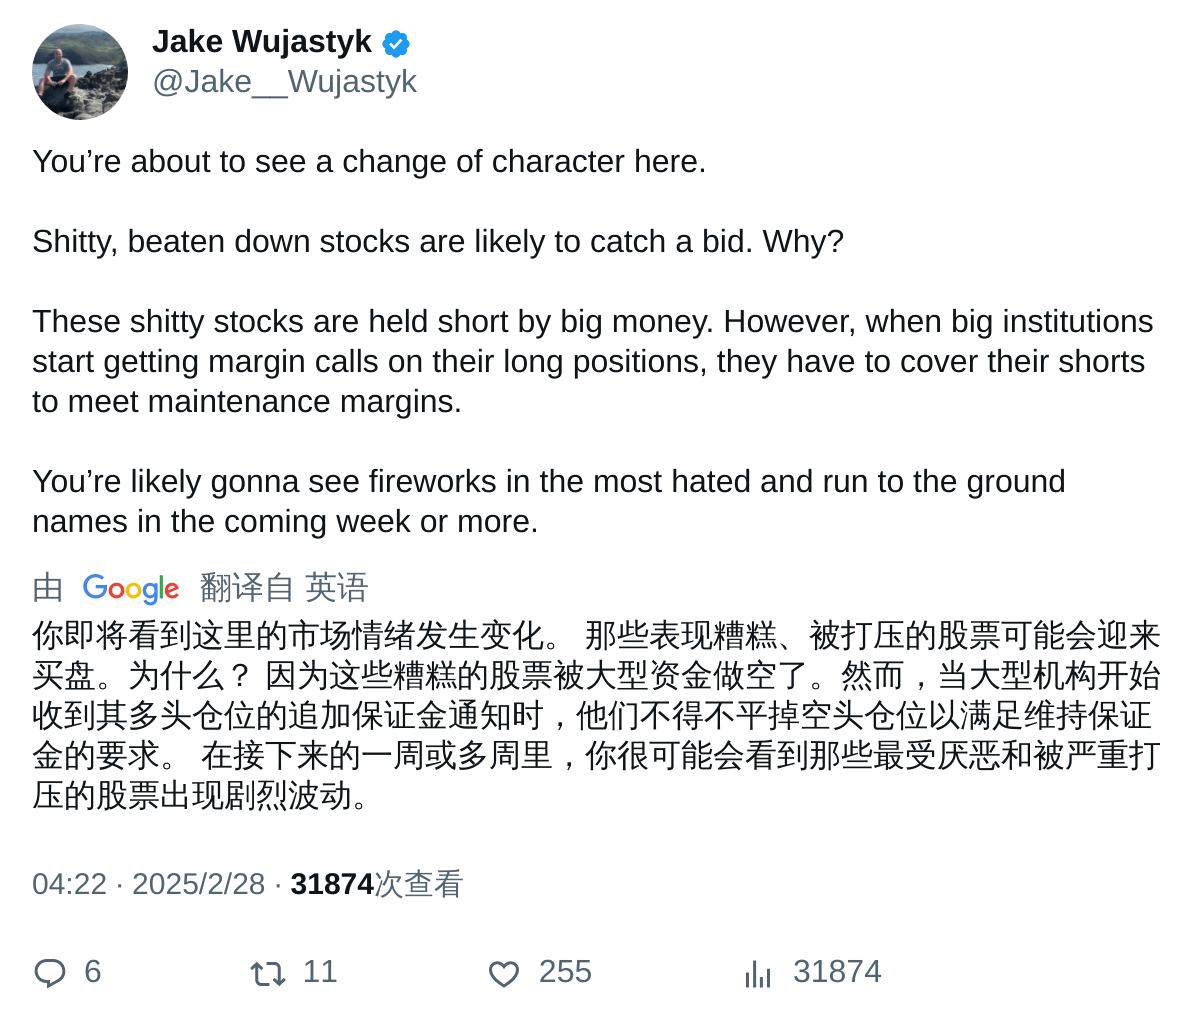 Jake Wujastyk
@Jake__Wujastyk
You’re about to see a change of character here.
Shitty, beaten down stocks are likely to catch a bid. Why?
These shitty stocks are held short by big money. However, when big institutions
start getting margin calls on their long positions, they have to cover their shorts
to meet maintenance margins.
You’re likely gonna see fireworks in the most hated and run to the ground
names in the coming week or more.
由 Google 翻译自 英语
你即将看到这里的市场情绪发生变化。 那些表现糟糕、被打压的股票可能会迎来
买盘。为什么？ 因为这些糟糕的股票被大型资金做空了。然而，当大型机构开始
收到其多头仓位的追加保证金通知时，他们不得不平掉空头仓位以满足维持保证
金的要求。 在接下来的一周或多周里，你很可能会看到那些最受厌恶和被严重打
压的股票出现剧烈波动。
04:22 · 2025/2/28 · 31874次查看
6 11 255 31874